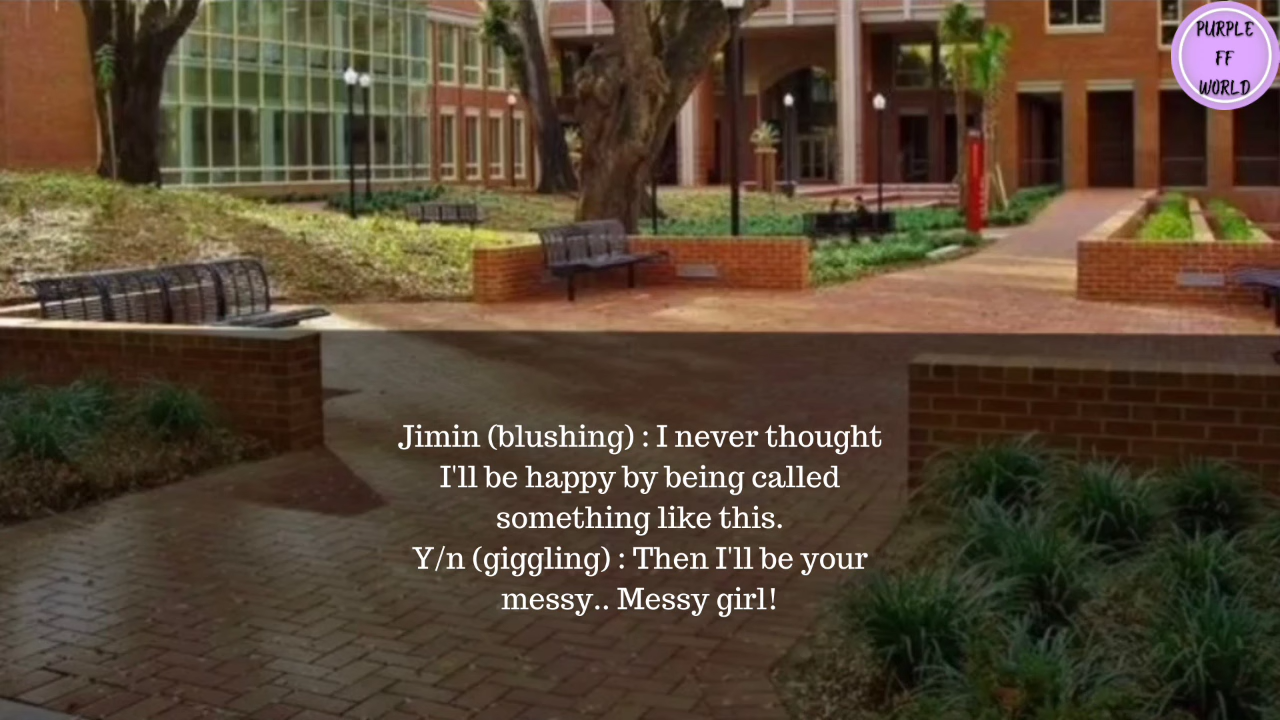 PURPLE
FF
WORLD
Jimin (blushing) : I never thought
I'll be happy by being called
something like this.
Y/n (giggling) : Then I'll be your
messy.. Messy girl!